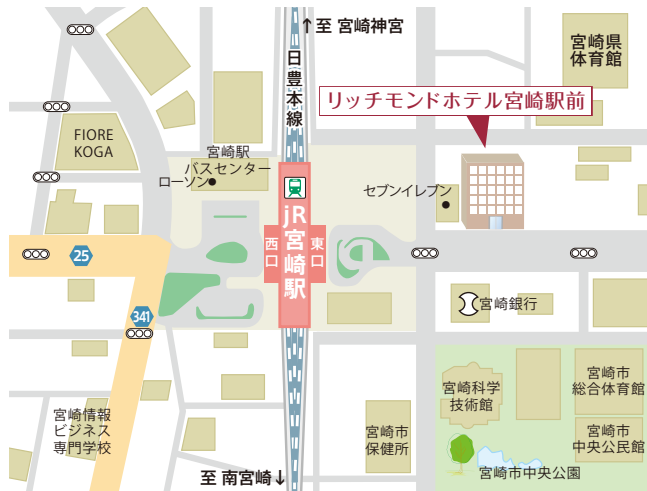 ↑至 宮崎神宮
日豊本線
宮崎県
体育館
リッチモンドホテル宮崎駅前
FIORE
KOGA
宮崎駅
バスセンター
ローソン
セブンイレブン
jR宮崎駅
西口
東口
25
341
宮崎銀行
宮崎科学
技術館
宮崎市
総合体育館
宮崎市
中央公民館
宮崎市中央公園
宮崎市
保健所
宮崎情報
ビジネス
専門学校
至 南宮崎↓